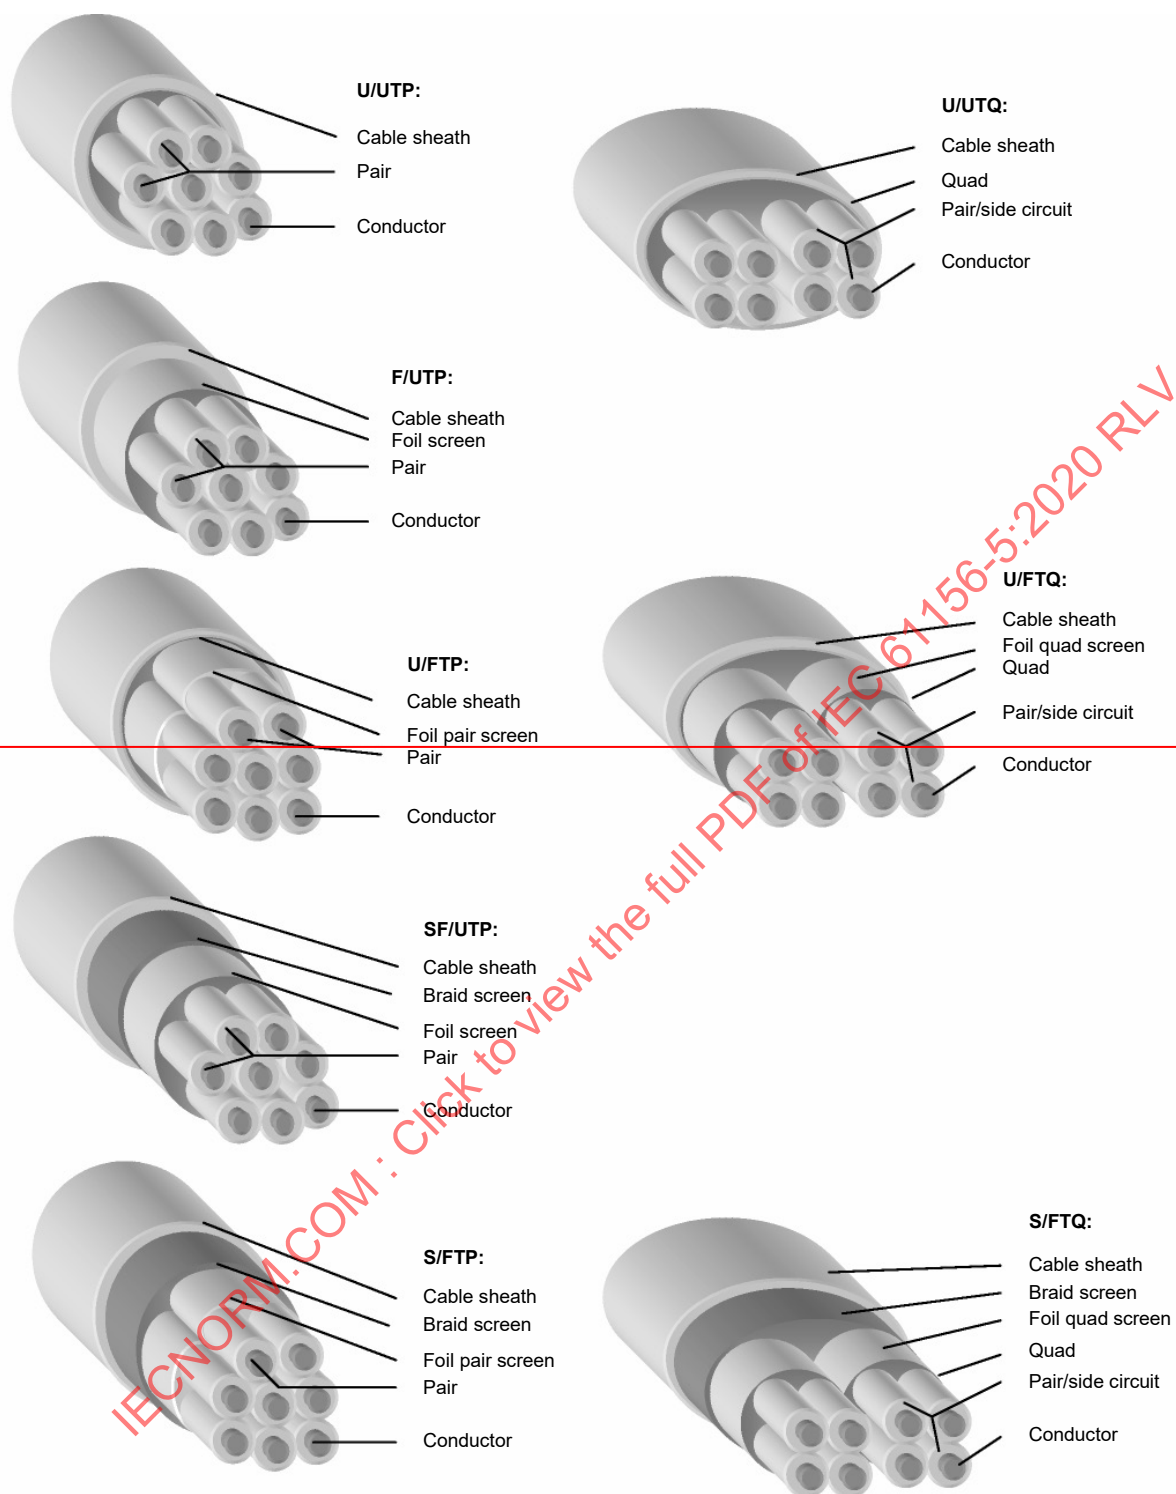 U/UTP:
Cable sheath
Pair
Conductor
U/UTQ:
Cable sheath
Quad
Pair/side circuit
Conductor
F/UTP:
Cable sheath
Foil screen
Pair
Conductor
U/FTP:
Cable sheath
Foil pair screen
Pair
Conductor
U/FTQ:
Cable sheath
Foil quad screen
Quad
Pair/side circuit
Conductor
SF/UTP:
Cable sheath
Braid screen
Foil screen
Pair
Conductor
S/FTP:
Cable sheath
Braid screen
Foil pair screen
Pair
Conductor
S/FTQ:
Cable sheath
Braid screen
Foil quad screen
Quad
Pair/side circuit
Conductor
IECNORM.COM : Click to view the full PDF of IEC 61156-5:2020 RLV